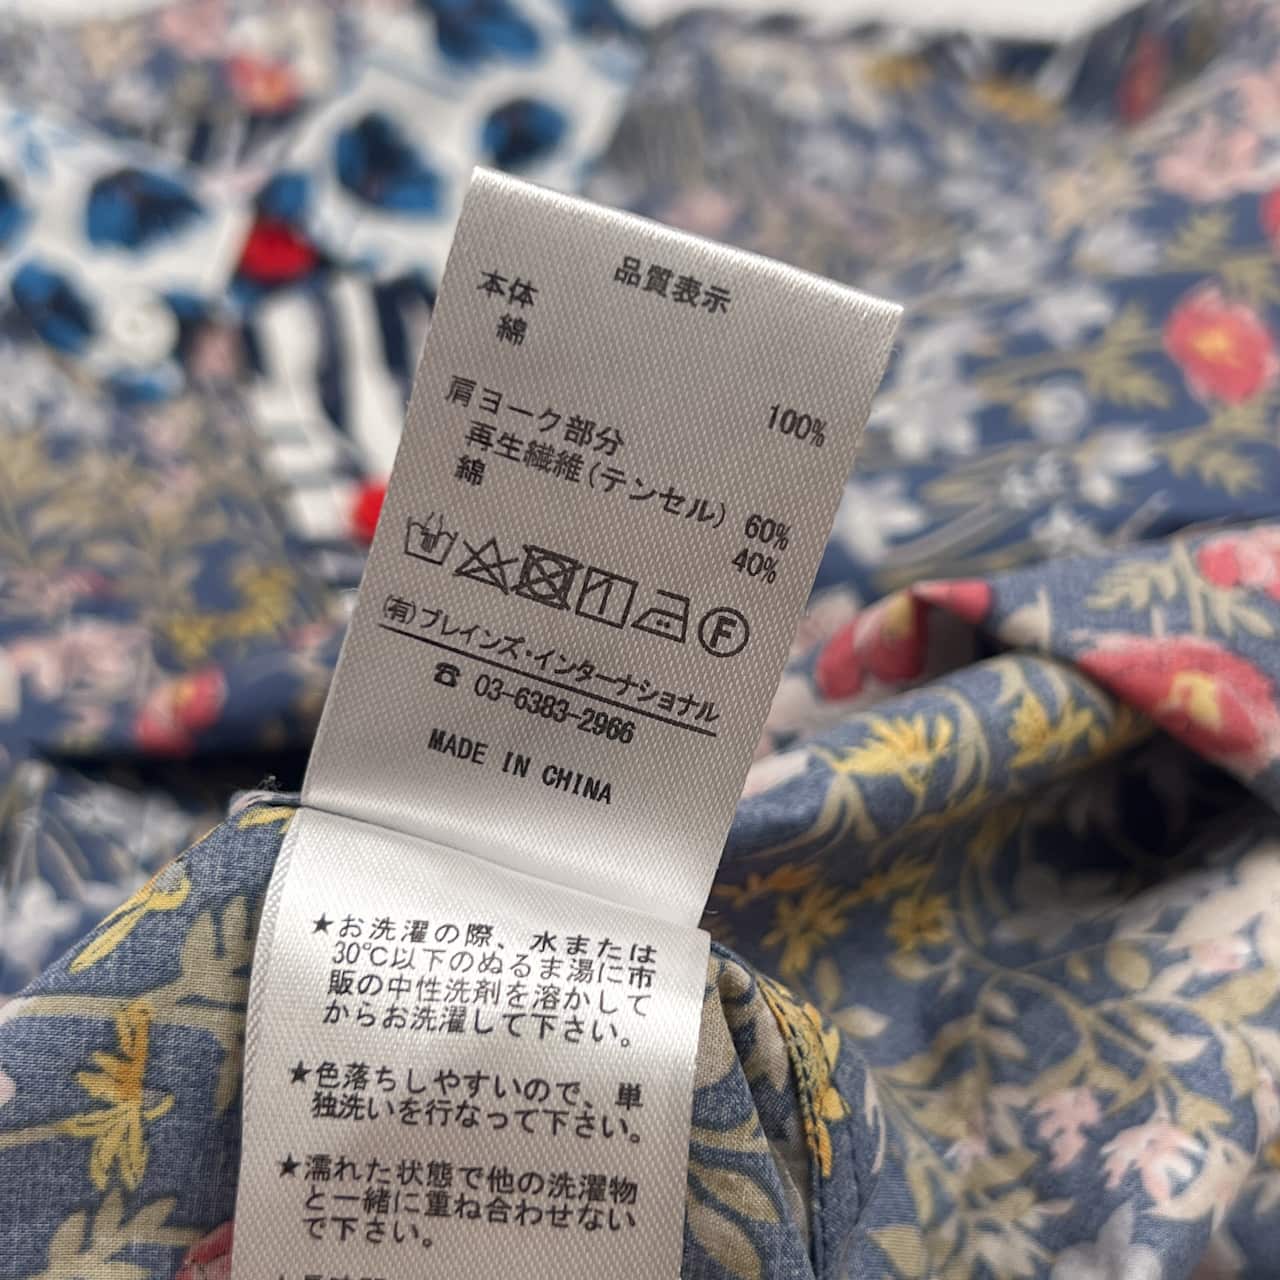 品質表示
本体
綿 100%
肩ヨーク部分
再生繊維(テンセル) 60%
綿 40%
F
(有)ブレインズ・インターナショナル
☎ 03-6383-2966
MADE IN CHINA
★お洗濯の際、水または
30℃以下のぬるま湯に市
販の中性洗剤を溶かして
からお洗濯して下さい。
★色落ちしやすいので、単
独洗いを行なって下さい。
★濡れた状態で他の洗濯物
と一緒に重ね合わせない
で下さい。